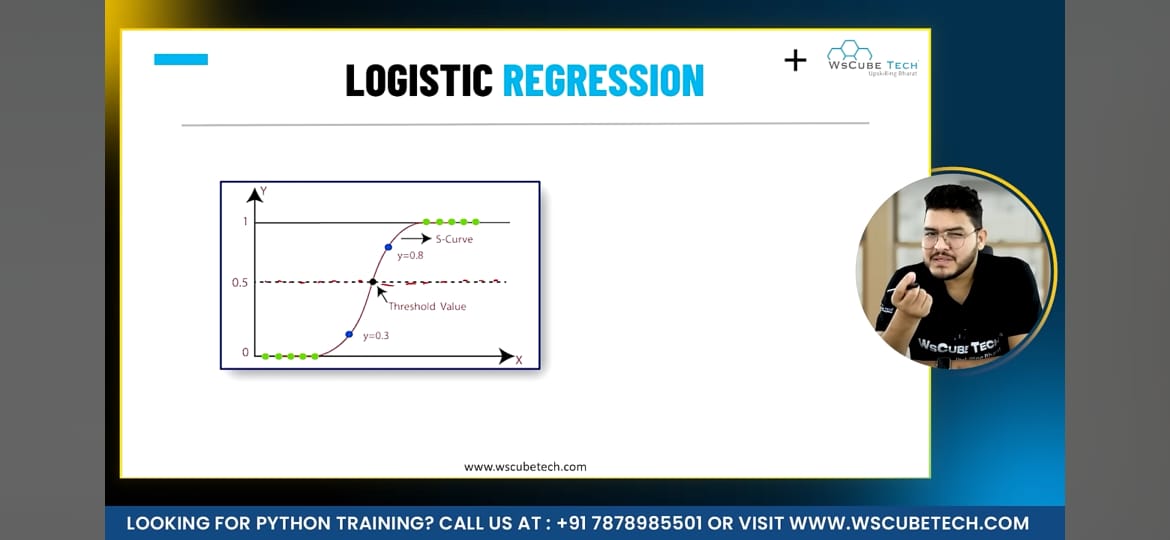 LOGISTIC REGRESSION
+
WsCUBE TECH
Upskilling Bharat
Y
1
S-Curve
y=0.8
0.5
Threshold Value
y=0.3
0
X
WsCUBE TECH
www.wscubetech.com
LOOKING FOR PYTHON TRAINING? CALL US AT : +91 7878985501 OR VISIT WWW.WSCUBETECH.COM